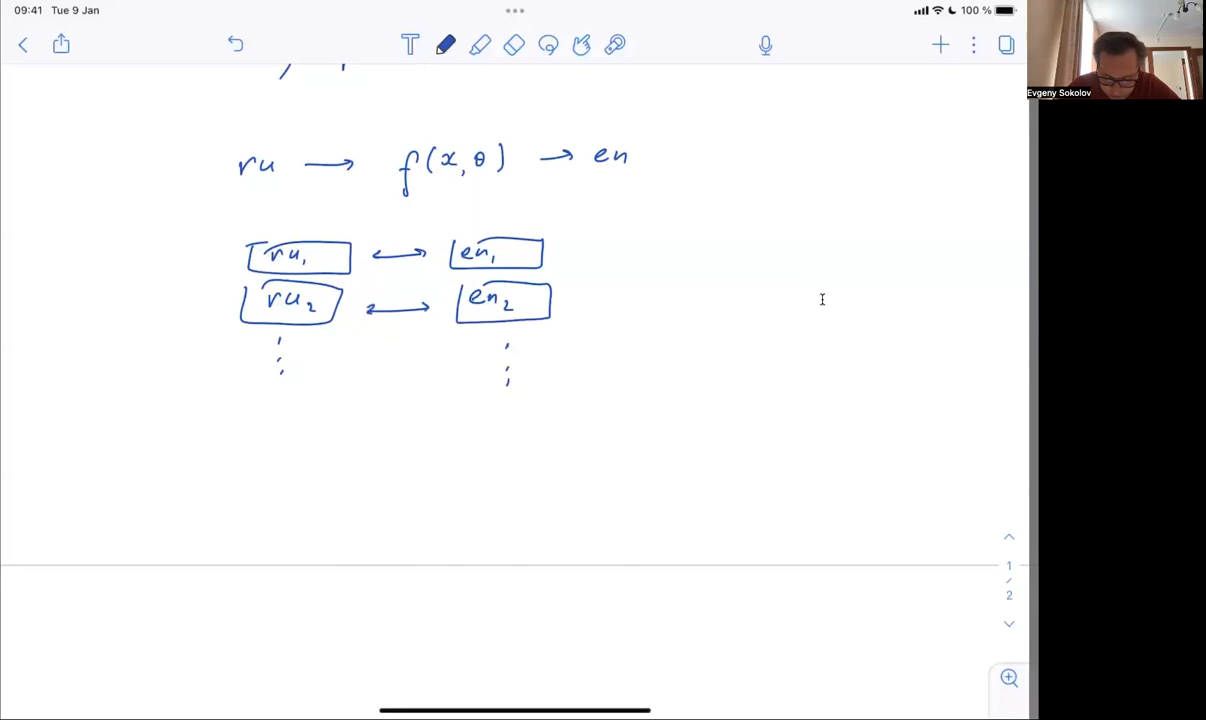 09:41 Tue 9 Jan 100 %
T
Evgeny Sokolov
ru → f(x, θ) → en
ru₁ ↔ en₁
ru₂ ↔ en₂
⋮ ⋮
1
2